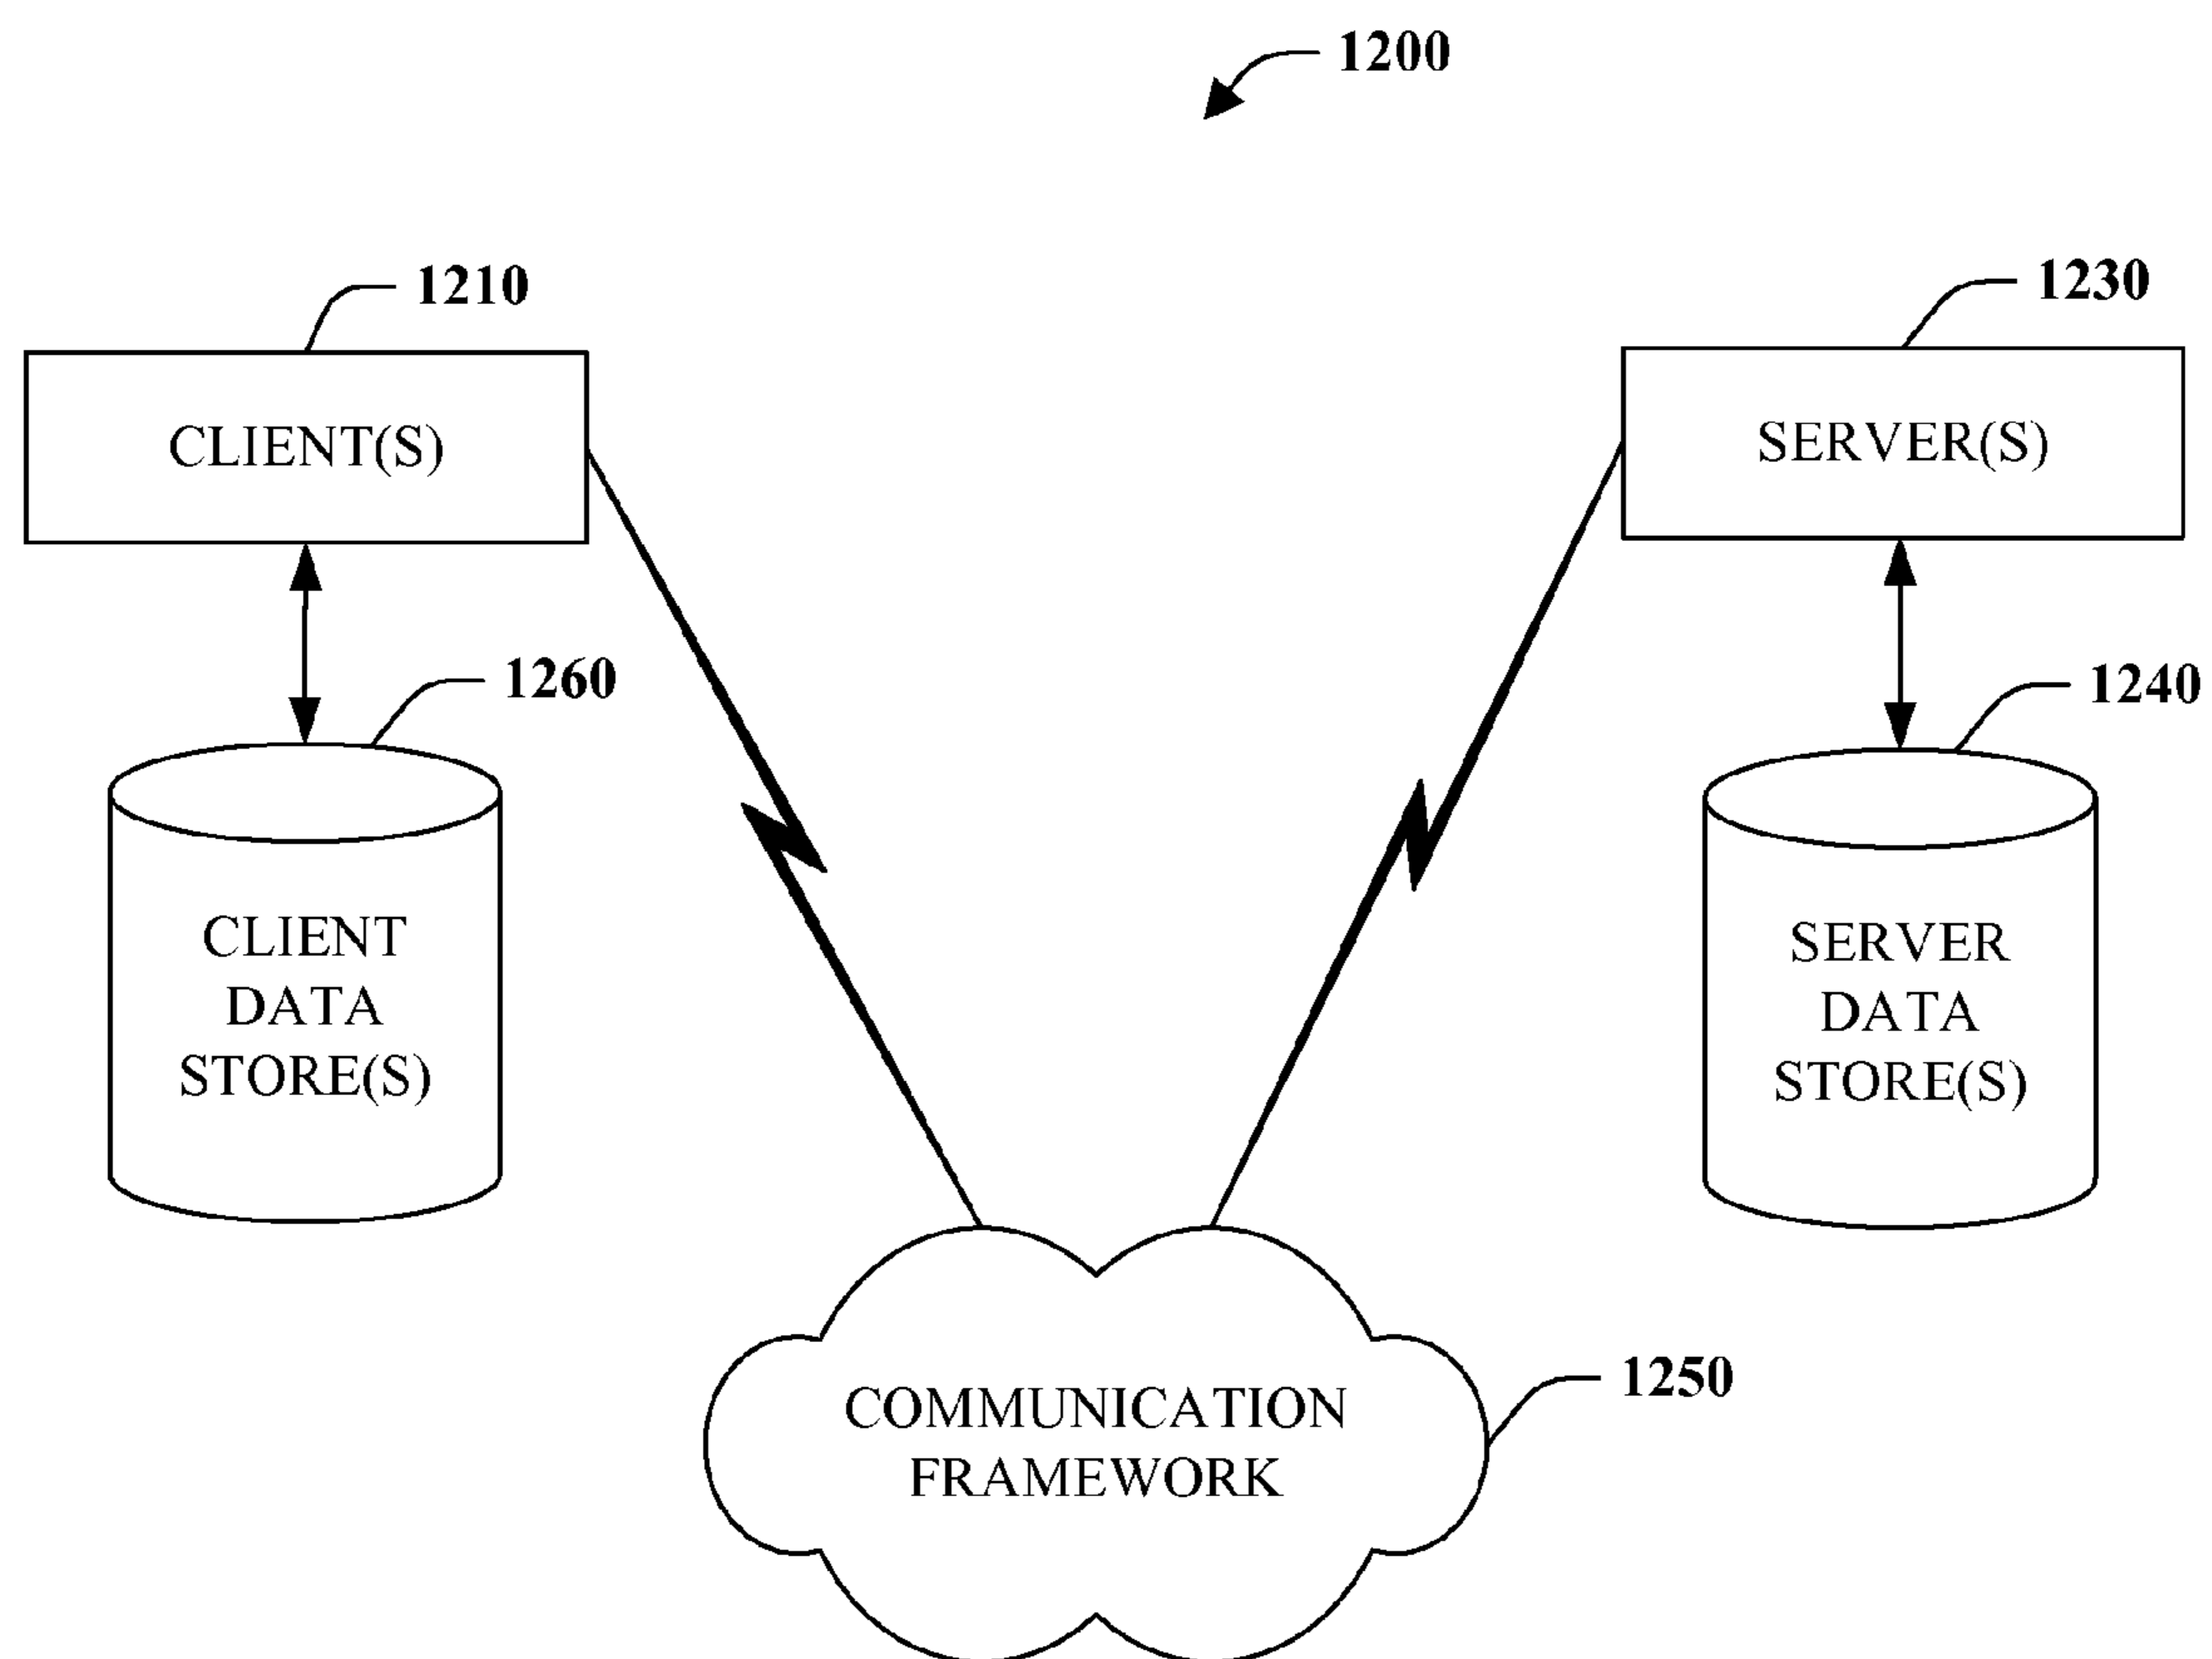 1200
1210
1230
CLIENT(S)
SERVER(S)
1260
1240
CLIENT
DATA
STORE(S)
SERVER
DATA
STORE(S)
1250
COMMUNICATION
FRAMEWORK